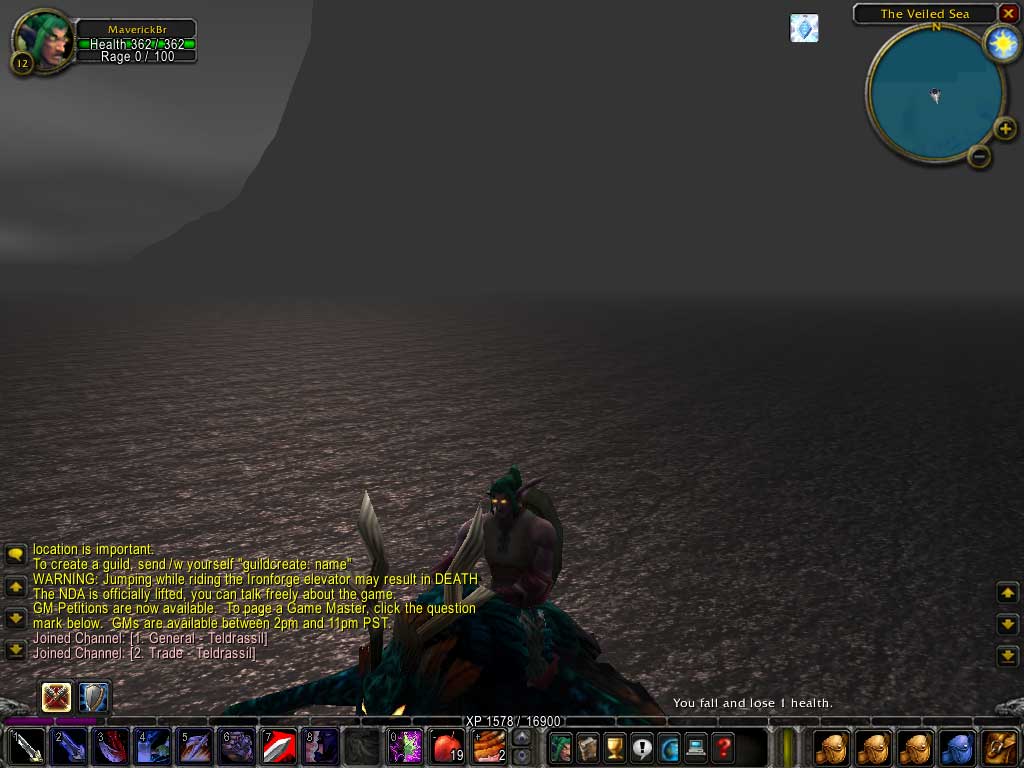 MaverickBr
Health 362 / 362
Rage 0 / 100
12
The Veiled Sea
N
location is important.
To create a guild, send /w yourself "guildcreate: name"
WARNING: Jumping while riding the Ironforge elevator may result in DEATH
The NDA is officially lifted, you can talk freely about the game.
GM Petitions are now available. To page a Game Master, click the question
mark below. GMs are available between 2pm and 11pm PST.
Joined Channel: [1. General - Teldrassil]
Joined Channel: [2. Trade - Teldrassil]
You fall and lose 1 health.
XP 1578 / 16900
1 2 3 4 5 6 7 8 0 - 19 + 2